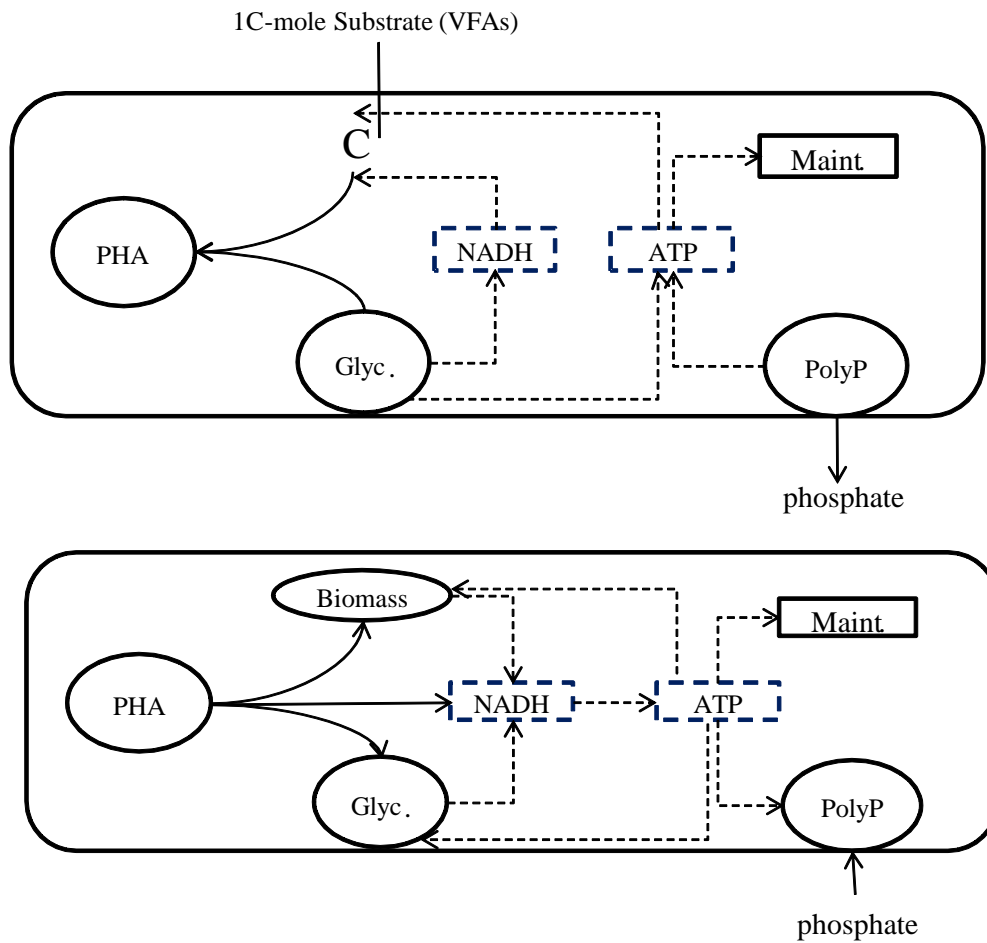 1C-mole Substrate (VFAs)
C
Maint.
PHA
NADH
ATP
Glyc.
PolyP
phosphate
Biomass
Maint.
PHA
NADH
ATP
Glyc.
PolyP
phosphate